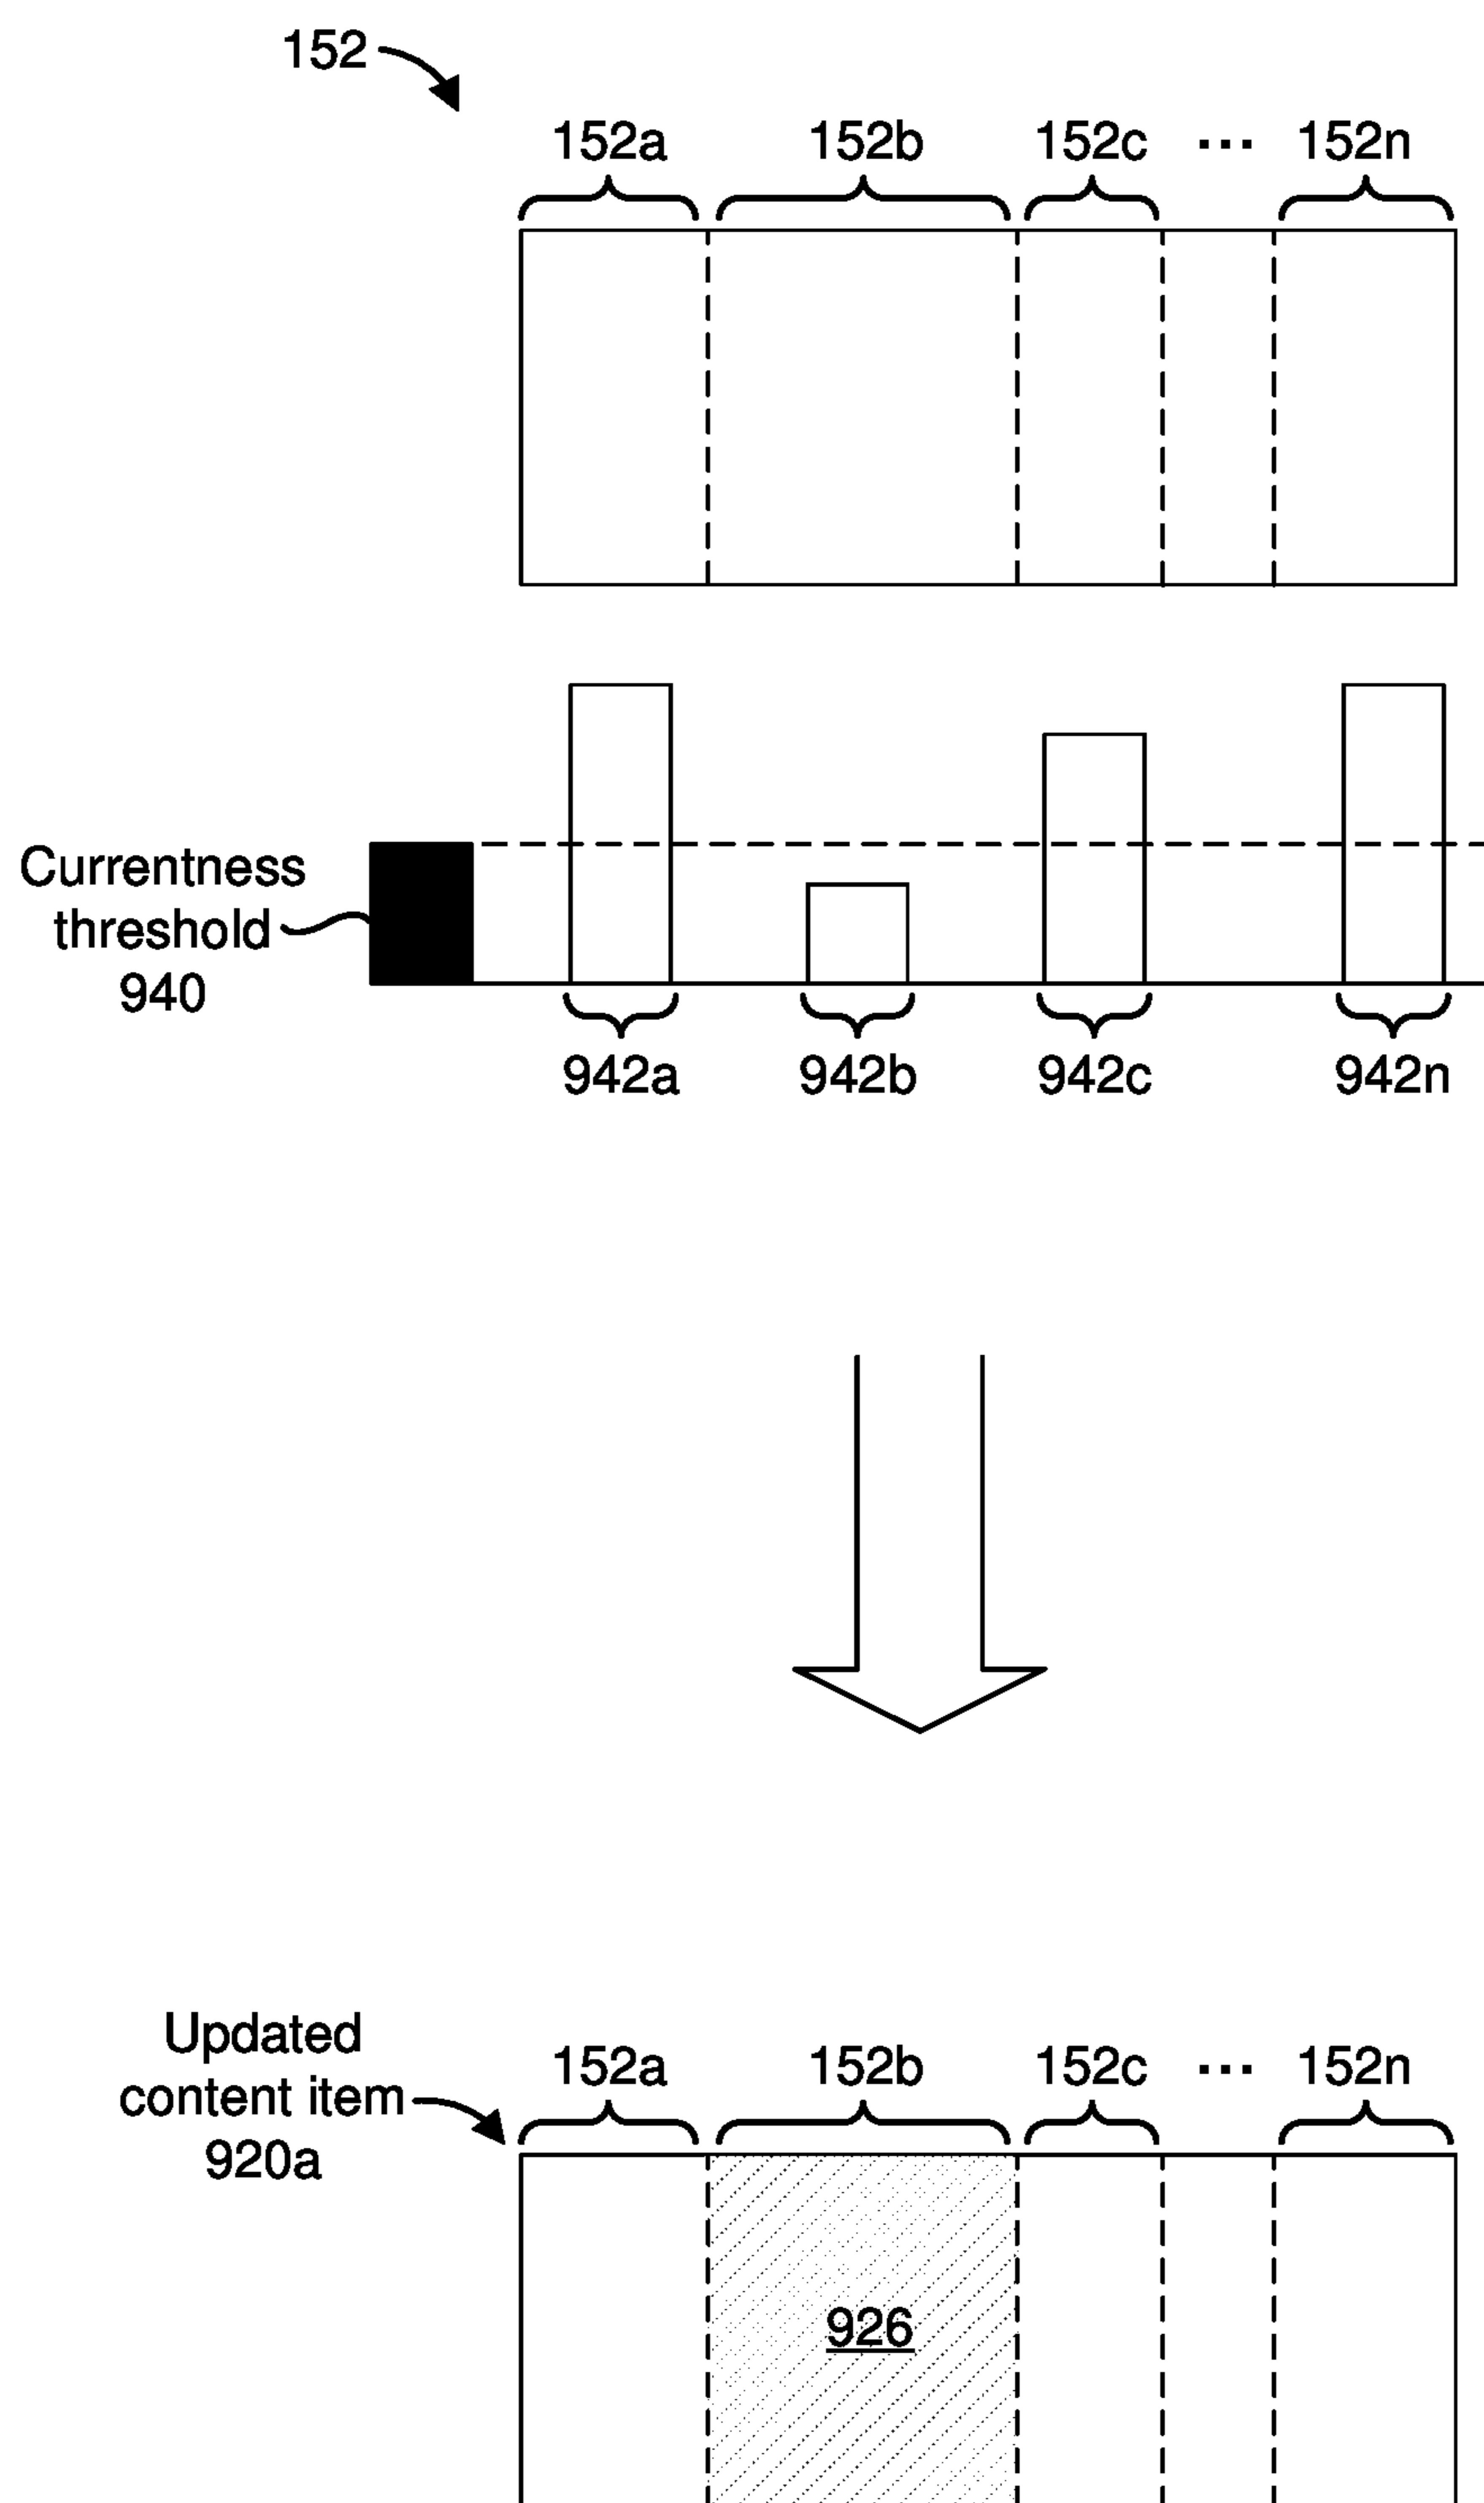 152
152a 152b 152c ... 152n
Currentness
threshold
940
942a 942b 942c 942n
Updated
content item
920a
152a 152b 152c ... 152n
926